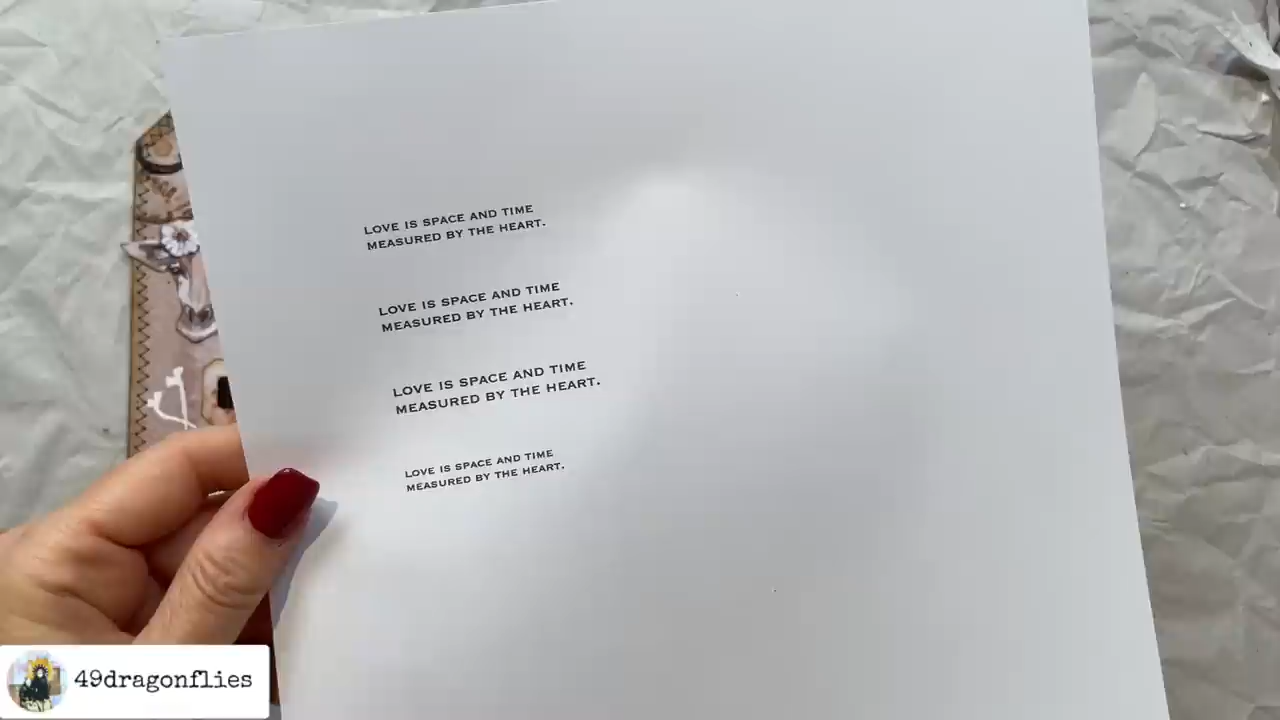 LOVE IS SPACE AND TIME
MEASURED BY THE HEART.
LOVE IS SPACE AND TIME
MEASURED BY THE HEART.
LOVE IS SPACE AND TIME
MEASURED BY THE HEART.
LOVE IS SPACE AND TIME
MEASURED BY THE HEART.
49dragonflies